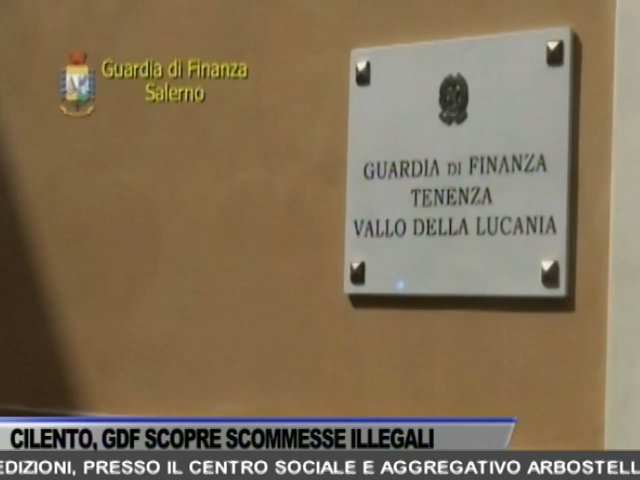 Guardia di Finanza
Salerno
GUARDIA DI FINANZA
TENENZA
VALLO DELLA LUCANIA
CILENTO, GDF SCOPRE SCOMMESSE ILLEGALI
EDIZIONI, PRESSO IL CENTRO SOCIALE E AGGREGATIVO ARBOSTELL